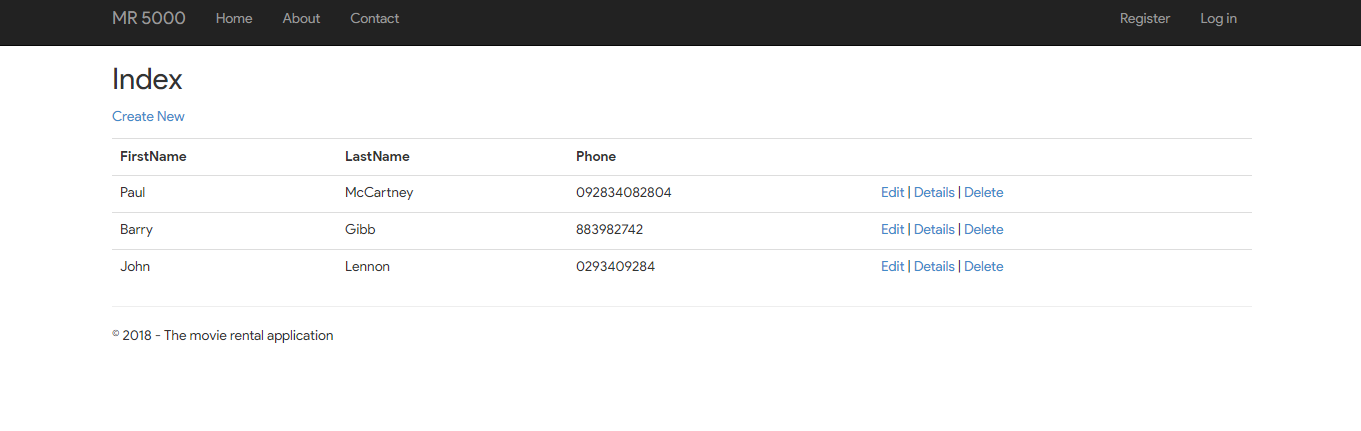 MR 5000 Home About Contact Register Log in
Index
Create New
FirstName LastName Phone
Paul McCartney 092834082804 Edit | Details | Delete
Barry Gibb 883982742 Edit | Details | Delete
John Lennon 0293409284 Edit | Details | Delete
© 2018 - The movie rental application